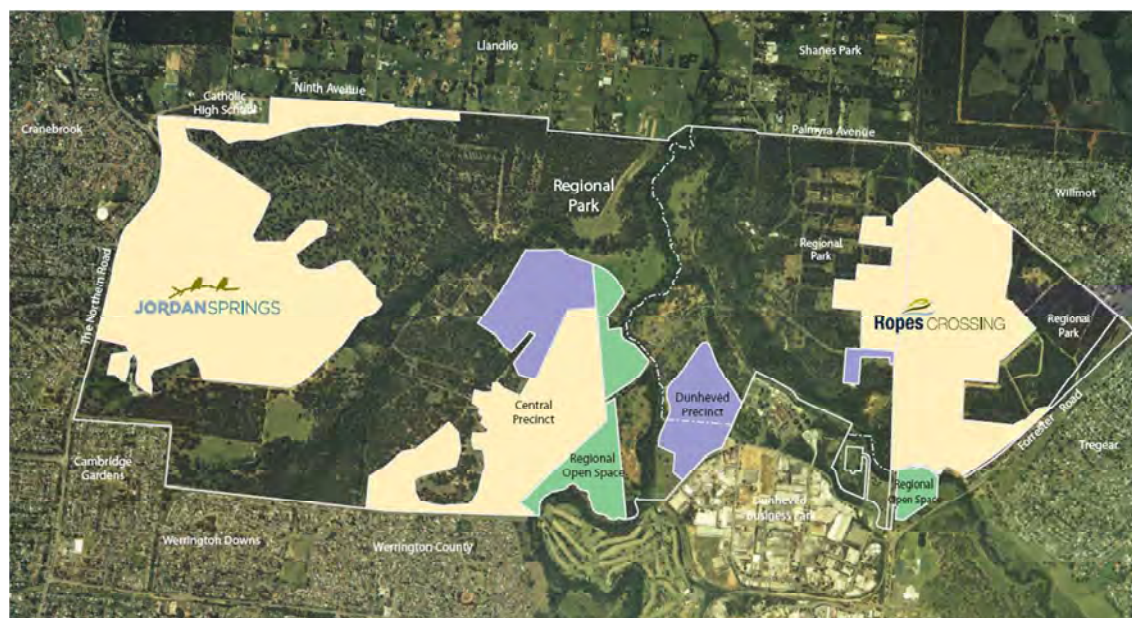 Llandilo
Shanes Park
Ninth Avenue
Catholic
High School
Cranebrook
Palmyra Avenue
Regional
Park
Willmot
Regional
Park
The Northern Road
JORDANSPRINGS
Ropes CROSSING
Regional
Park
Central
Precinct
Dunheved
Precinct
Forrester Road
Tregear
Cambridge
Gardens
Regional
Open Space
Regional
Open Space
Dunheved
Business Park
Werrington Downs
Werrington County